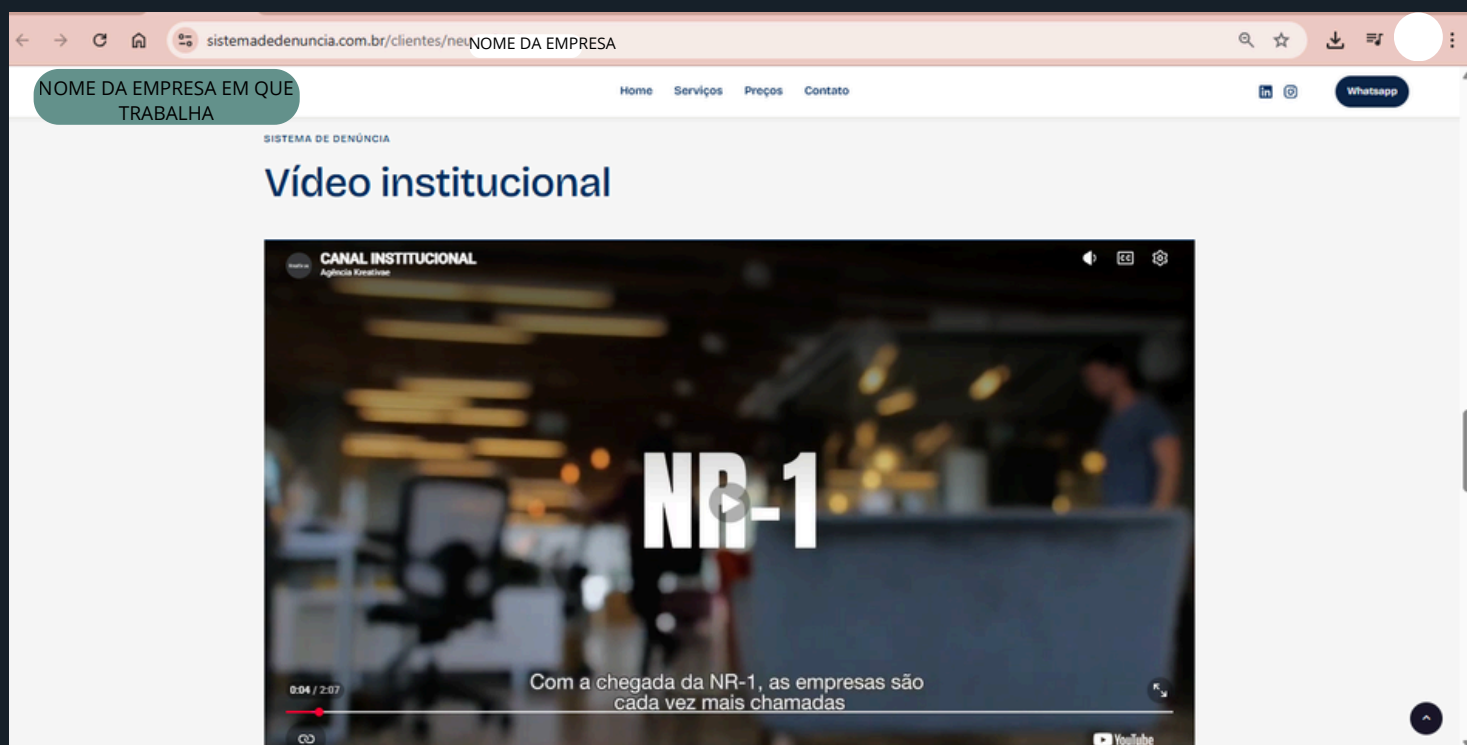 sistemadedenuncia.com.br/clientes/neu
NOME DA EMPRESA
NOME DA EMPRESA EM QUE
TRABALHA
Home Serviços Preços Contato
Whatsapp
SISTEMA DE DENÚNCIA
Vídeo institucional
CANAL INSTITUCIONAL
Agência Kreativae
CC
NR-1
Com a chegada da NR-1, as empresas são
cada vez mais chamadas
0:04 / 2:07
YouTube